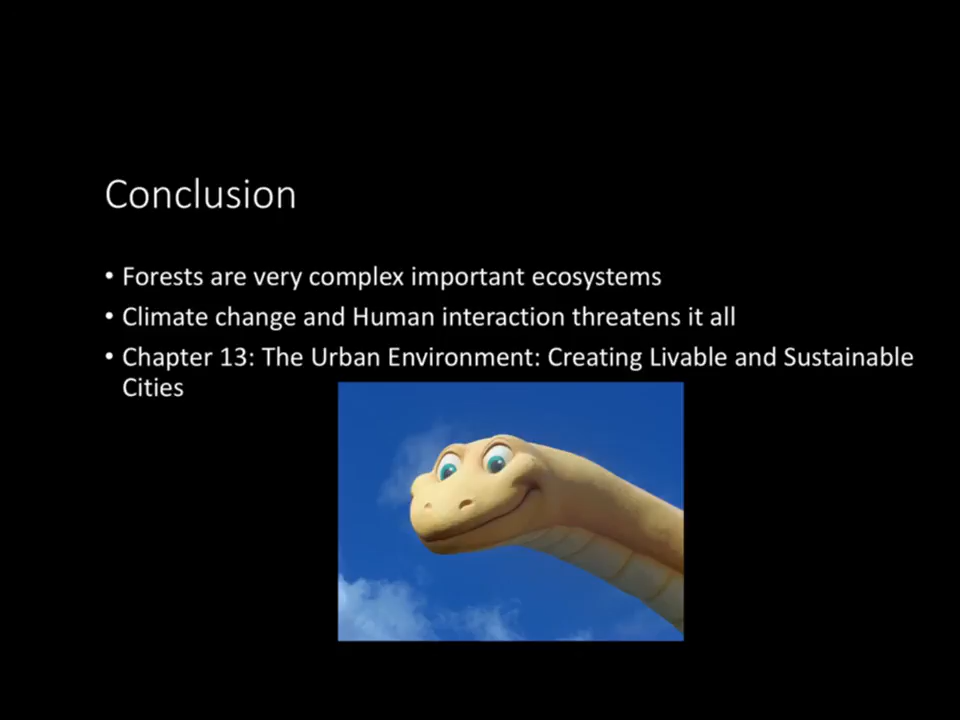 Conclusion
• Forests are very complex important ecosystems
• Climate change and Human interaction threatens it all
• Chapter 13: The Urban Environment: Creating Livable and Sustainable
Cities